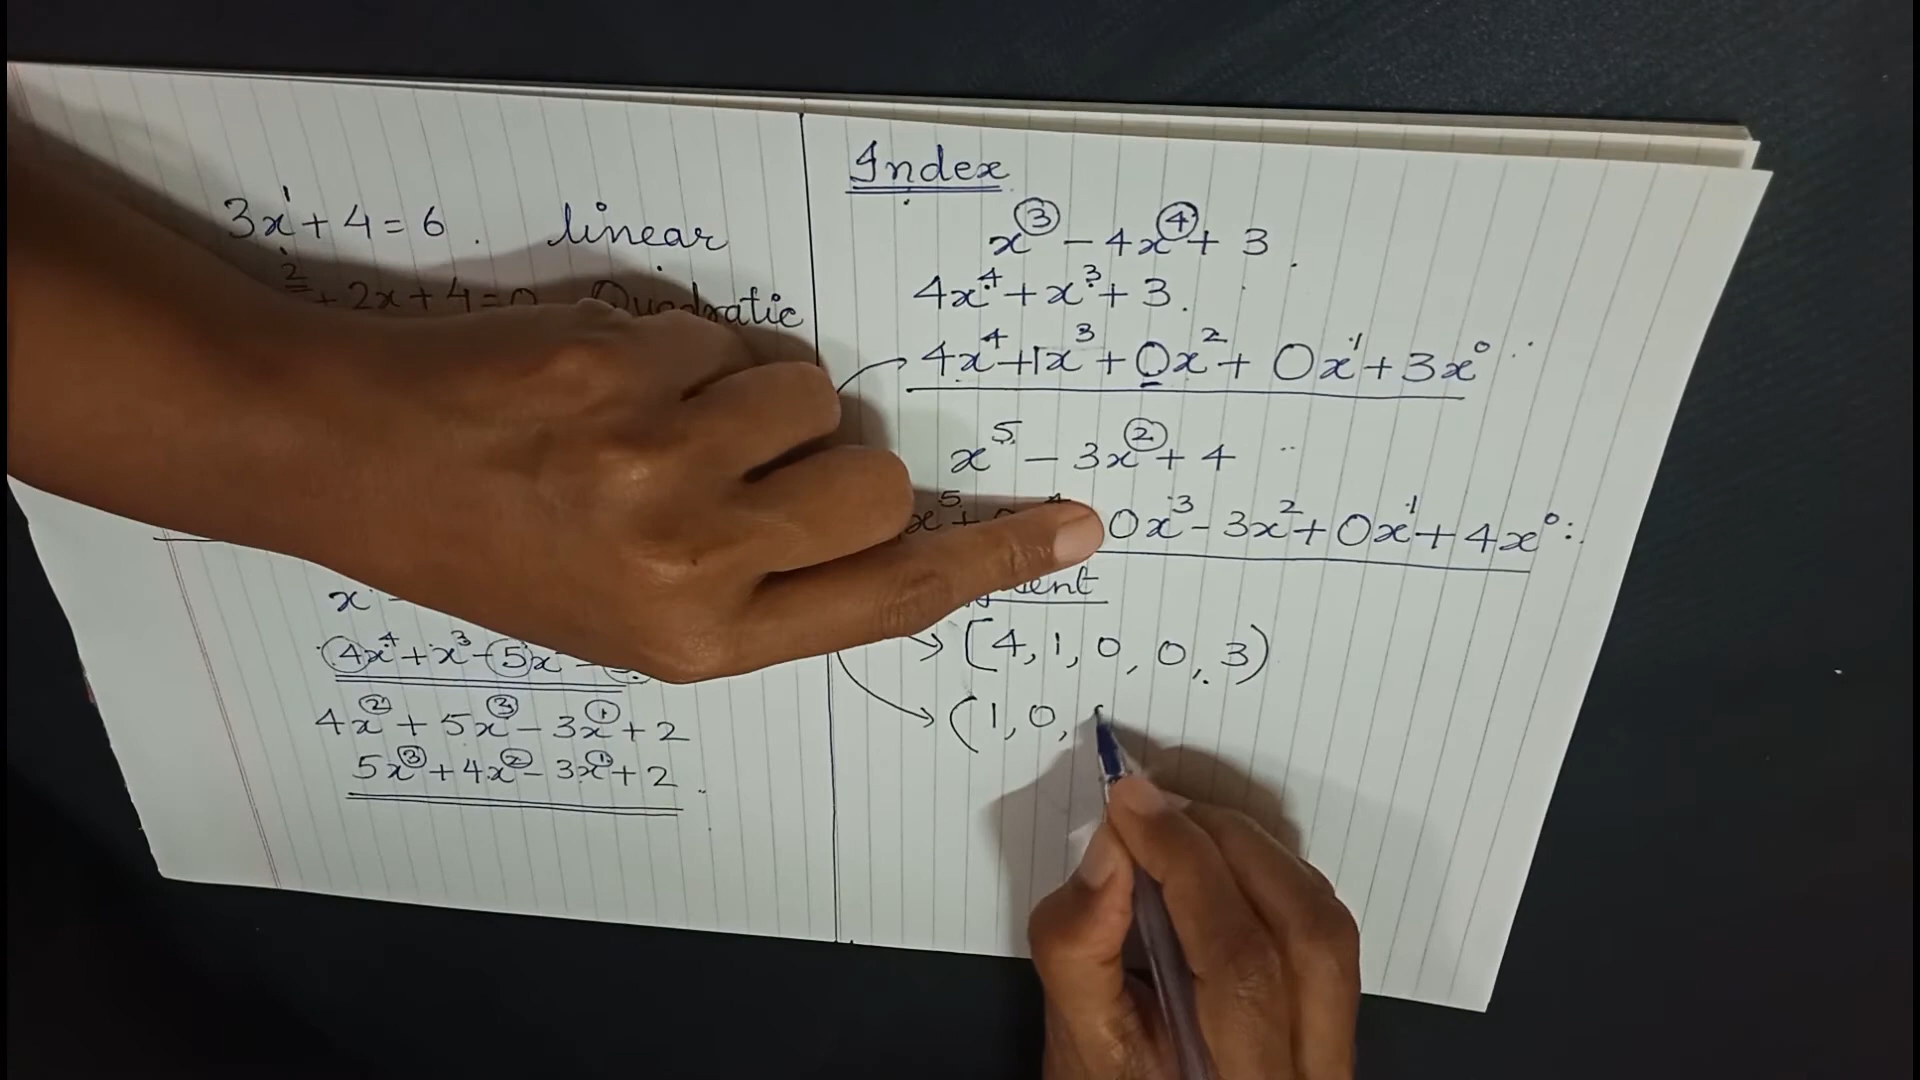 3x¹ + 4 = 6 . linear
² + 2x + 4 = 0 Quadratic
x
4x⁴ + x³ - 5x -
4x² + 5x³ - 3x¹ + 2
5x³ + 4x² - 3x¹ + 2
Index
x³ - 4x⁴ + 3
4x⁴ + x³ + 3
4x⁴ + 1x³ + 0x² + 0x¹ + 3x⁰
x⁵ - 3x² + 4
x⁵ + 0x³ - 3x² + 0x¹ + 4x⁰
(4, 1, 0, 0, 3)
(1, 0,